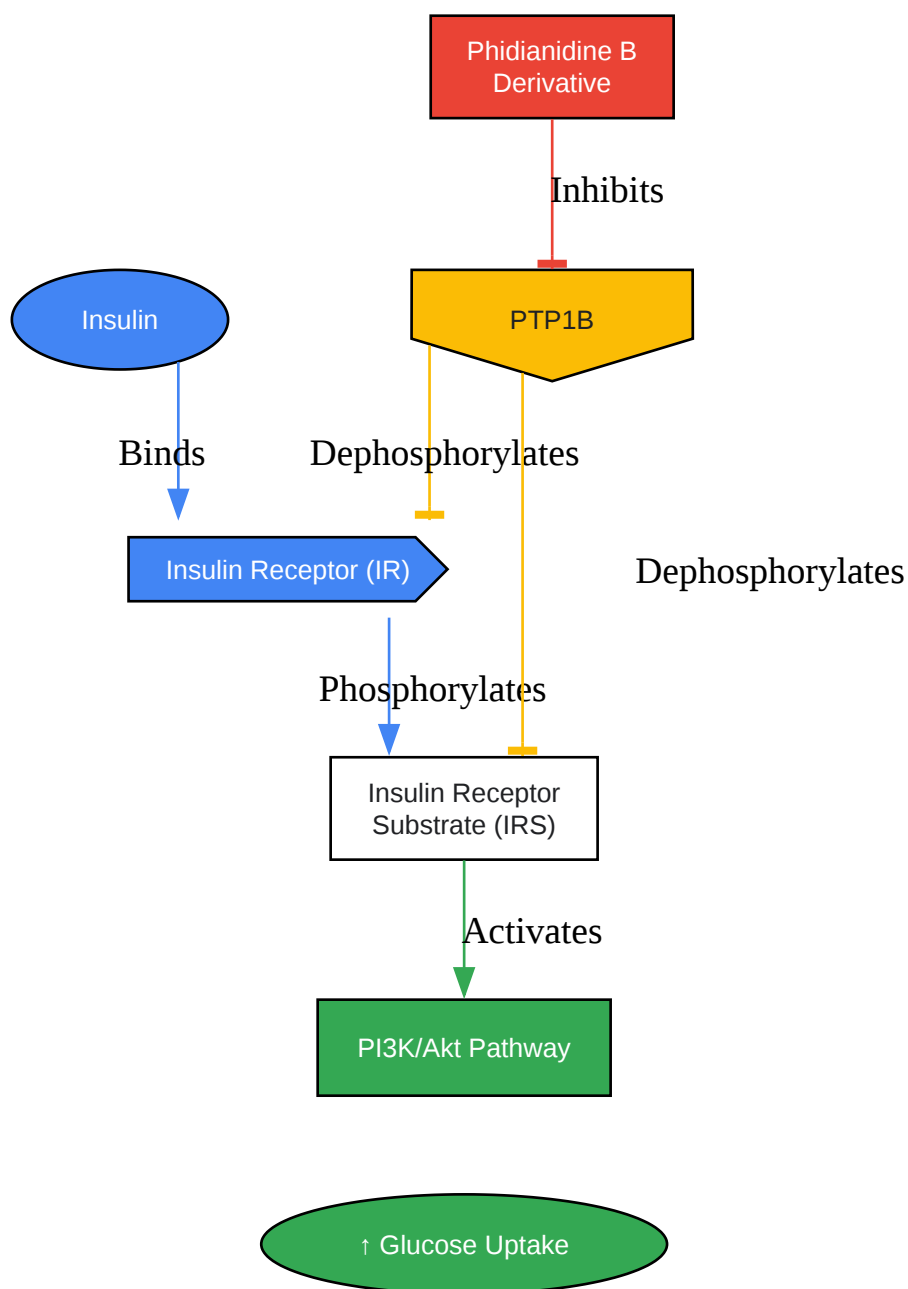 Phidianidine B
Derivative
Inhibits
Insulin
PTP1B
Binds
Dephosphorylates
Insulin Receptor (IR)
Dephosphorylates
Phosphorylates
Insulin Receptor
Substrate (IRS)
Activates
PI3K/Akt Pathway
↑ Glucose Uptake